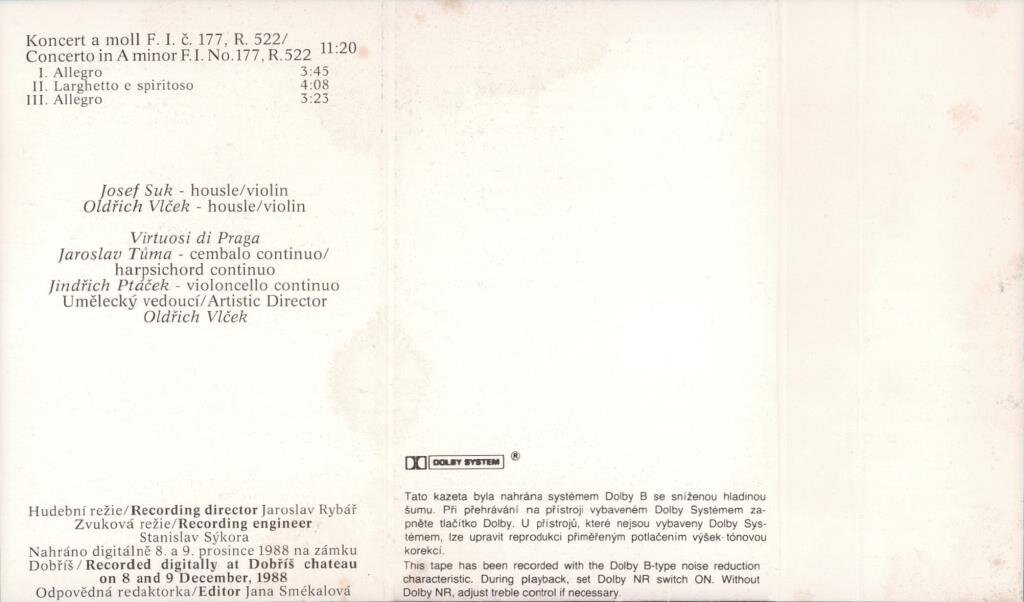 Koncert a moll F. I. č. 177, R. 522/
Concerto in A minor F.I. No.177, R.522 11:20
I. Allegro 3:45
II. Larghetto e spiritoso 4:08
III. Allegro 3:23
Josef Suk - housle/violin
Oldřich Vlček - housle/violin
Virtuosi di Praga
Jaroslav Tůma - cembalo continuo/
harpsichord continuo
Jindřich Ptáček - violoncello continuo
Umělecký vedoucí/Artistic Director
Oldřich Vlček
Hudební režie/Recording director Jaroslav Rybář
Zvuková režie/Recording engineer
Stanislav Sýkora
Nahráno digitálně 8. a 9. prosince 1988 na zámku
Dobříš/Recorded digitally at Dobříš chateau
on 8 and 9 December, 1988
Odpovědná redaktorka/Editor Jana Smékalová
DOLBY SYSTEM ®
Tato kazeta byla nahrána systémem Dolby B se sníženou hladinou
šumu. Při přehrávání na přístroji vybaveném Dolby Systémem za-
pněte tlačítko Dolby. U přístrojů, které nejsou vybaveny Dolby Sys-
témem, lze upravit reprodukci přiměřeným potlačením výšek-tónovou
korekcí.
This tape has been recorded with the Dolby B-type noise reduction
characteristic. During playback, set Dolby NR switch ON. Without
Dolby NR, adjust treble control if necessary.